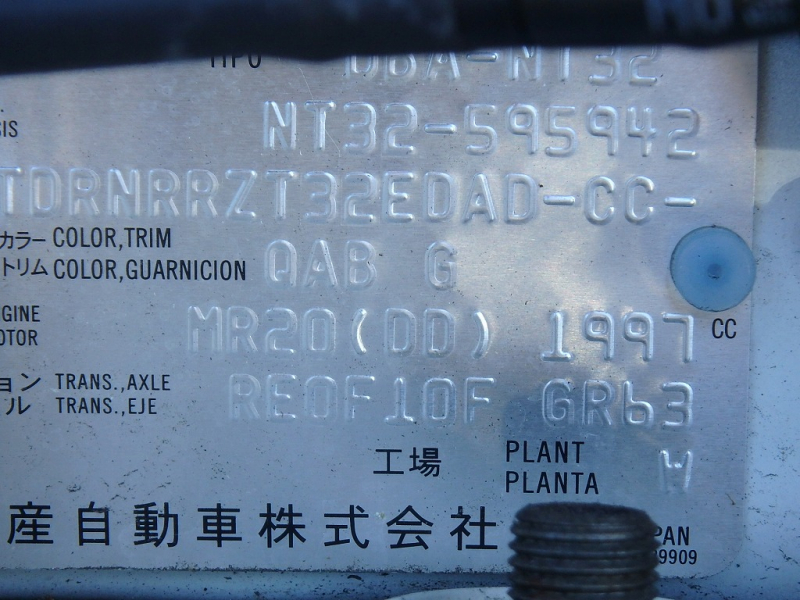 TIPO DBA-NT32
SIS NT32-595942
TDRNRRZT32EDAD-CC-
カラー COLOR,TRIM
トリム COLOR,GUARNICION QAB G
GINE
OTOR MR20(DD) 1997 CC
ョン TRANS.,AXLE
ル TRANS.,EJE RE0F10F GR63
工場 PLANT
PLANTA W
産自動車株式会社 PAN
9909